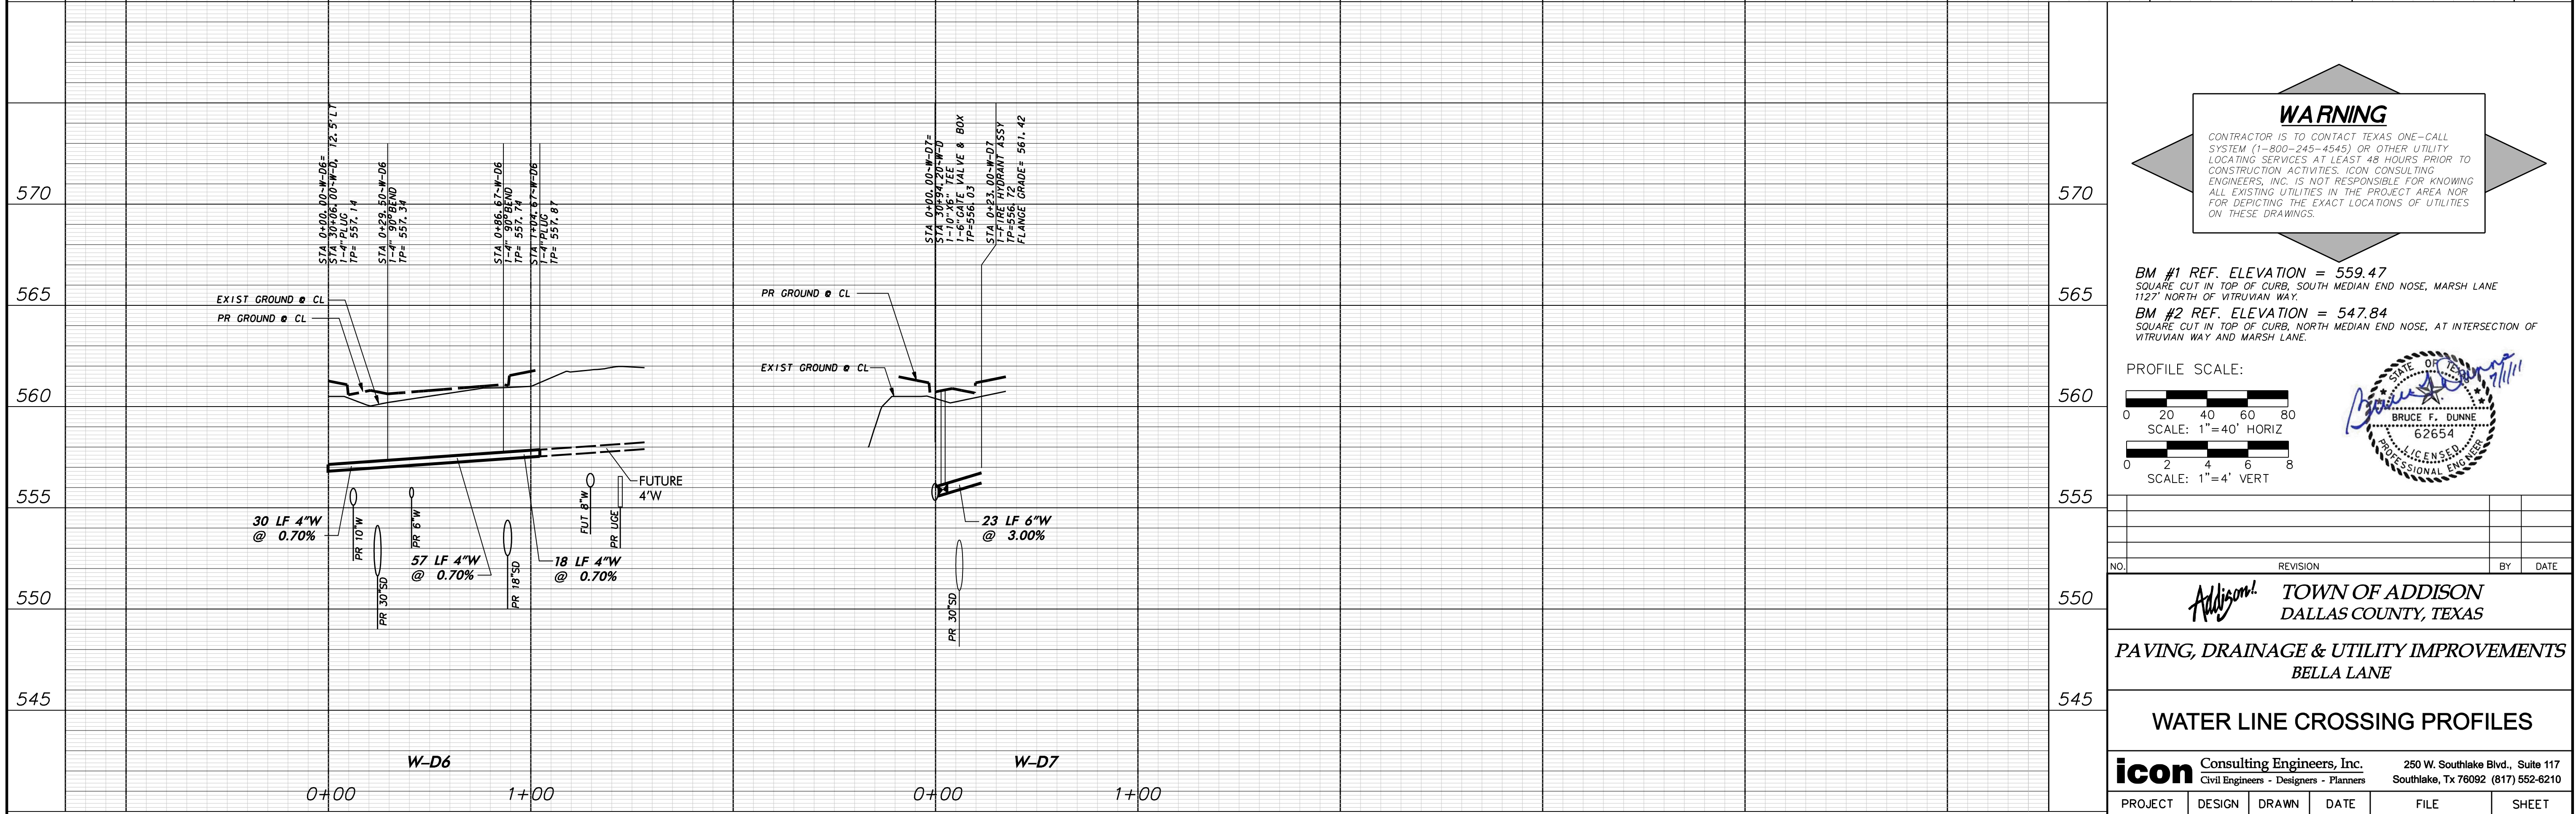 570
565
560
555
550
545
STA 0+00.00~W-D6=
STA 30+06.00~W-D, 12.5' LT
1-4"PLUG
TP= 557.14
STA 0+29.50~W-D6
1-4" 90°BEND
TP= 557.34
STA 0+86.67~W-D6
1-4" 90°BEND
TP= 557.74
STA 1+04.67~W-D6
1-4"PLUG
TP= 557.87
EXIST GROUND @ CL
PR GROUND @ CL
30 LF 4"W
@ 0.70%
PR 10"W
PR 30"SD
PR 6"W
57 LF 4"W
@ 0.70%
PR 18"SD
18 LF 4"W
@ 0.70%
FUT 8"W
PR UGE
FUTURE
4'W
W-D6
0+00
1+00
STA 0+00.00~W-D7=
STA 30+94.20~W-D
1-10"X6" TEE
1-6"GATE VALVE & BOX
TP=556.03
STA 0+23.00~W-D7
1-FIRE HYDRANT ASSY
TP=556.72
FLANGE GRADE= 561.42
PR GROUND @ CL
EXIST GROUND @ CL
23 LF 6"W
@ 3.00%
PR 30"SD
W-D7
0+00
1+00
570
565
560
555
550
545
WARNING
CONTRACTOR IS TO CONTACT TEXAS ONE-CALL
SYSTEM (1-800-245-4545) OR OTHER UTILITY
LOCATING SERVICES AT LEAST 48 HOURS PRIOR TO
CONSTRUCTION ACTIVITIES. ICON CONSULTING
ENGINEERS, INC. IS NOT RESPONSIBLE FOR KNOWING
ALL EXISTING UTILITIES IN THE PROJECT AREA NOR
FOR DEPICTING THE EXACT LOCATIONS OF UTILITIES
ON THESE DRAWINGS.
BM #1 REF. ELEVATION = 559.47
SQUARE CUT IN TOP OF CURB, SOUTH MEDIAN END NOSE, MARSH LANE
1127' NORTH OF VITRUVIAN WAY.
BM #2 REF. ELEVATION = 547.84
SQUARE CUT IN TOP OF CURB, NORTH MEDIAN END NOSE, AT INTERSECTION OF
VITRUVIAN WAY AND MARSH LANE.
PROFILE SCALE:
0 20 40 60 80
SCALE: 1"=40' HORIZ
0 2 4 6 8
SCALE: 1"=4' VERT
STATE OF TEXAS
Bruce F. Dunne
7/1/11
BRUCE F. DUNNE
62654
LICENSED
PROFESSIONAL ENGINEER
NO. REVISION BY DATE
Addison!
TOWN OF ADDISON
DALLAS COUNTY, TEXAS
PAVING, DRAINAGE & UTILITY IMPROVEMENTS
BELLA LANE
WATER LINE CROSSING PROFILES
icon Consulting Engineers, Inc.
Civil Engineers - Designers - Planners
250 W. Southlake Blvd., Suite 117
Southlake, Tx 76092 (817) 552-6210
PROJECT DESIGN DRAWN DATE FILE SHEET